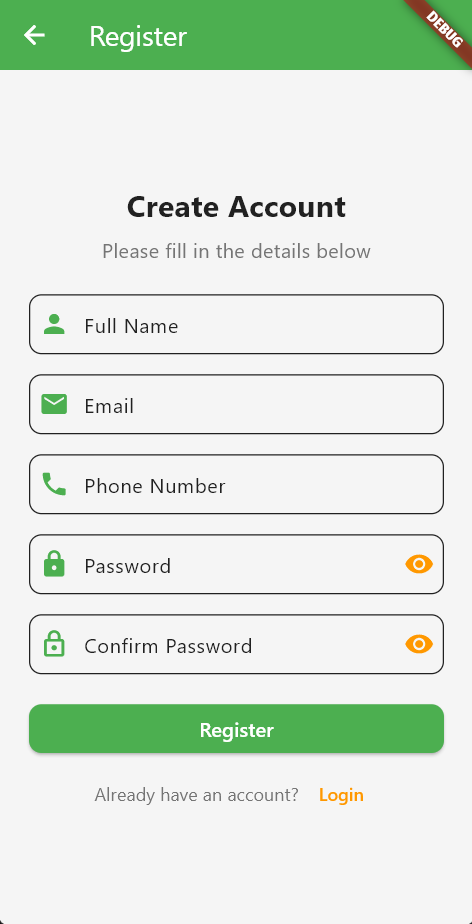 Register
DEBUG
Create Account
Please fill in the details below
Full Name
Email
Phone Number
Password
Confirm Password
Register
Already have an account? Login